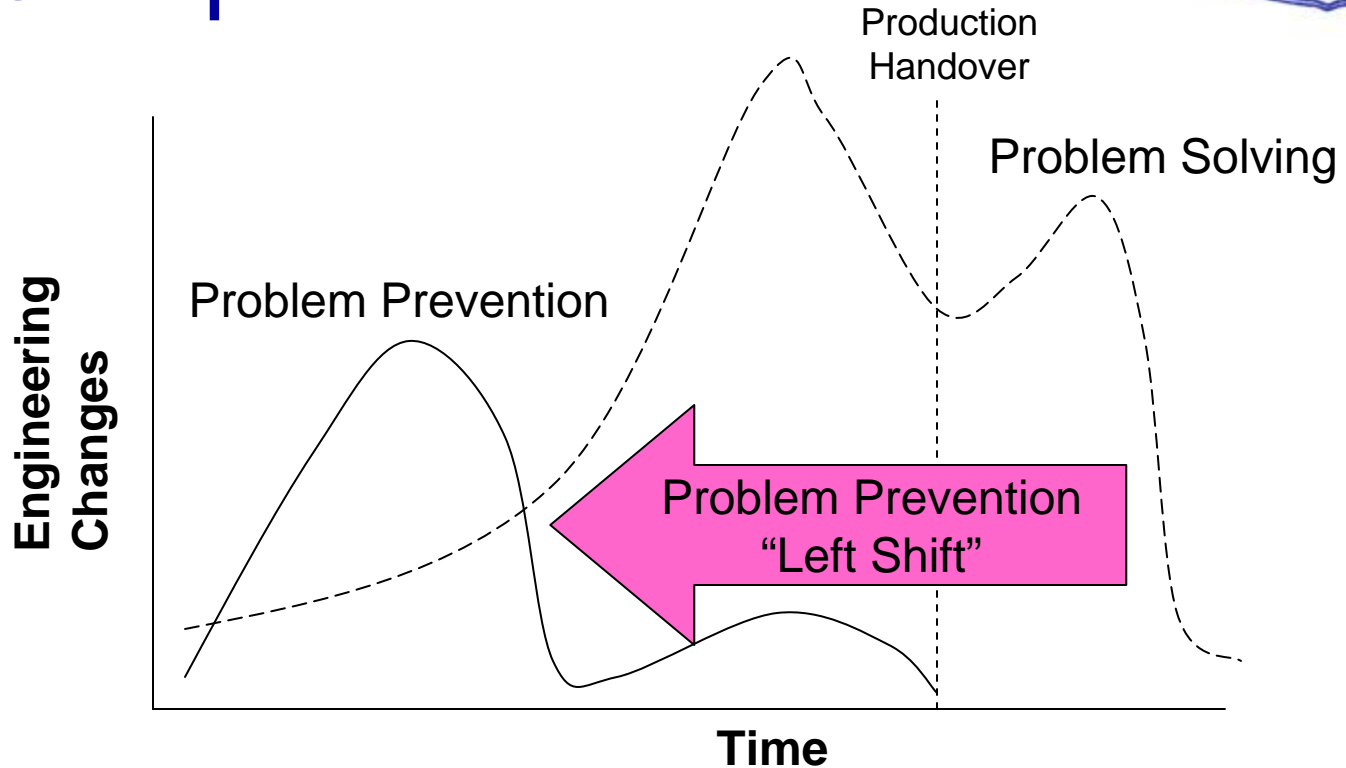 Production
Handover
Problem Solving
Problem Prevention
Engineering
Changes
Problem Prevention
“Left Shift”
Time